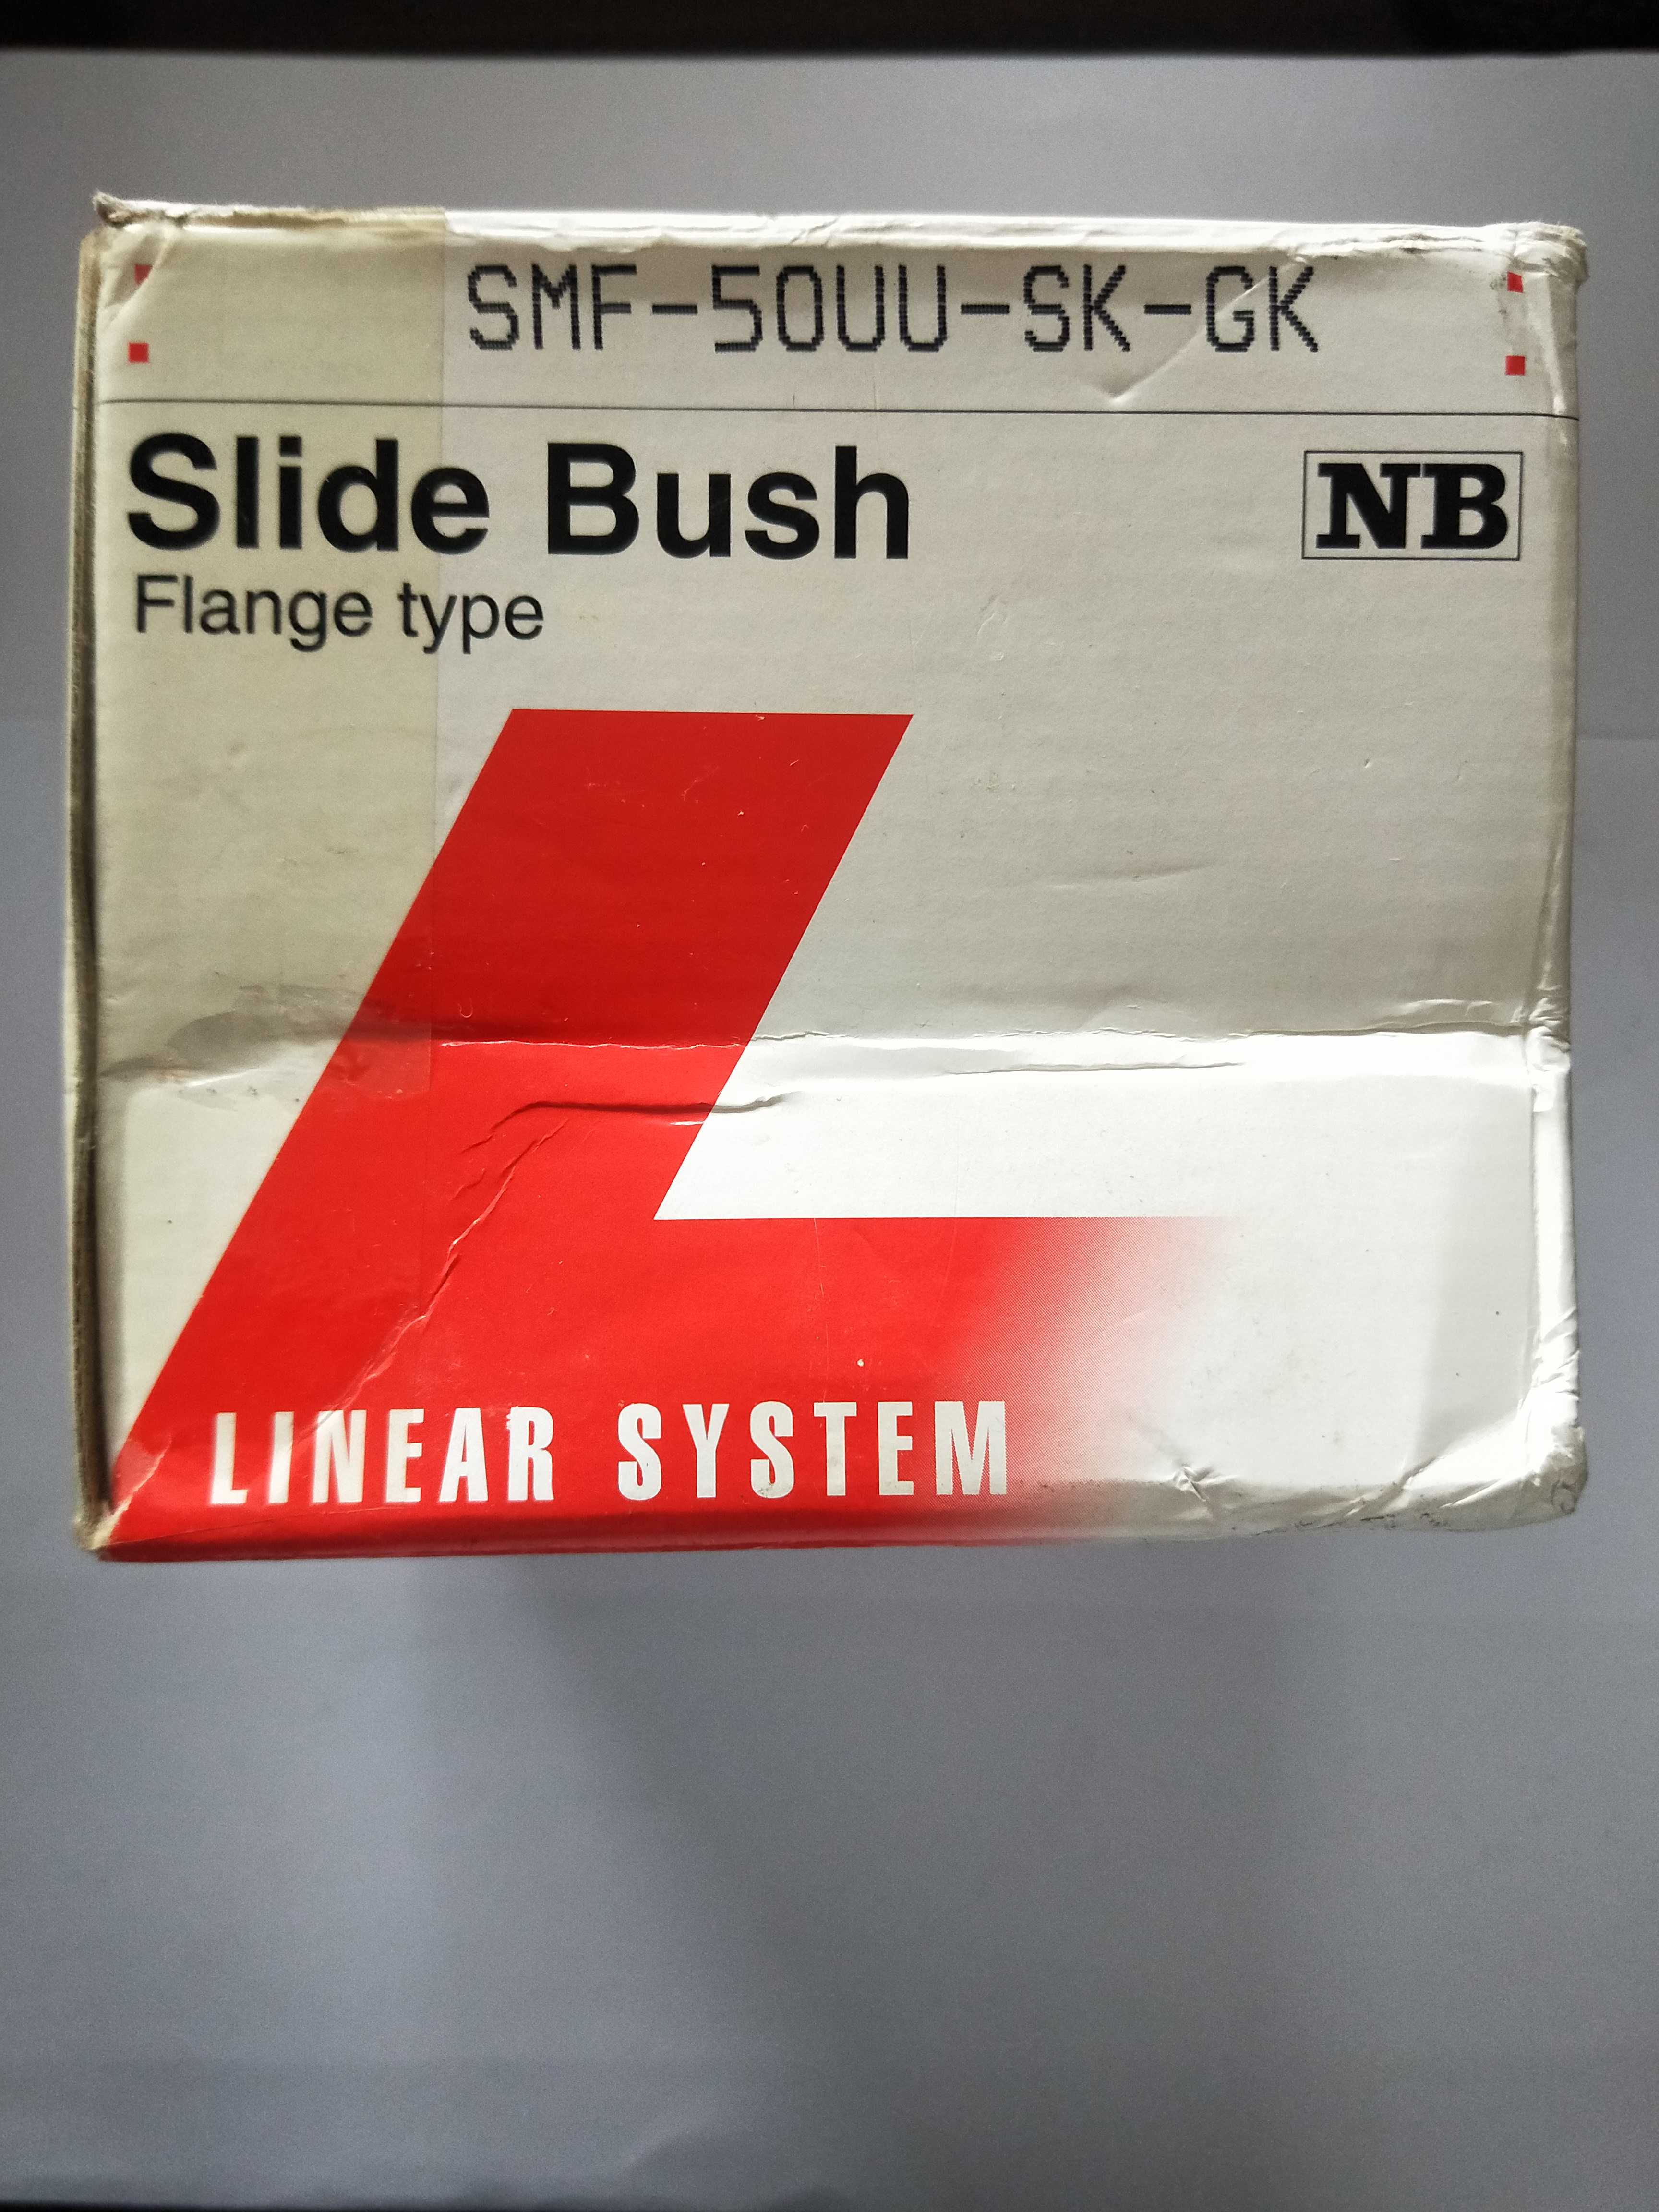 SMF-50UU-SK-GK
Slide Bush
NB
Flange type
LINEAR SYSTEM